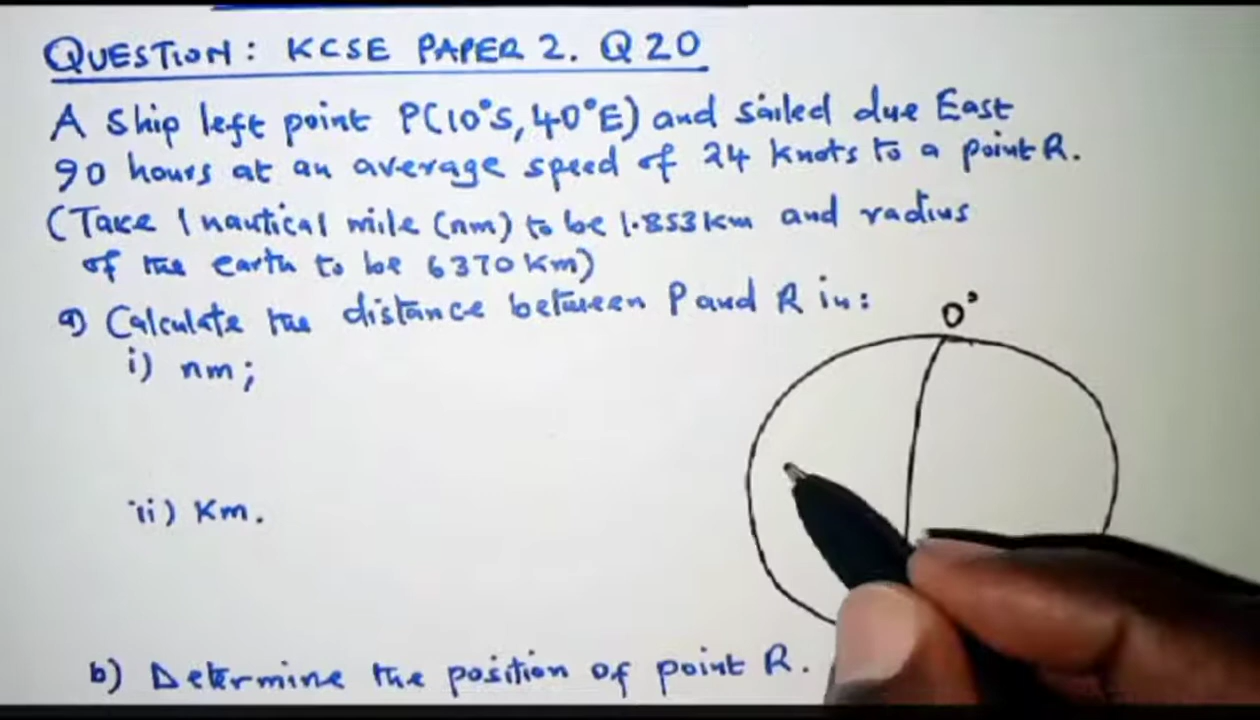 QUESTION: KCSE PAPER 2. Q20
A Ship left point P(10°S, 40°E) and sailed due East
90 hours at an average speed of 24 knots to a point R.
(Take 1 nautical mile (nm) to be 1.853km and radius
of the earth to be 6370 Km)
a) Calculate the distance between P and R in:
0°
i) nm;
ii) Km.
b) Determine the position of point R.